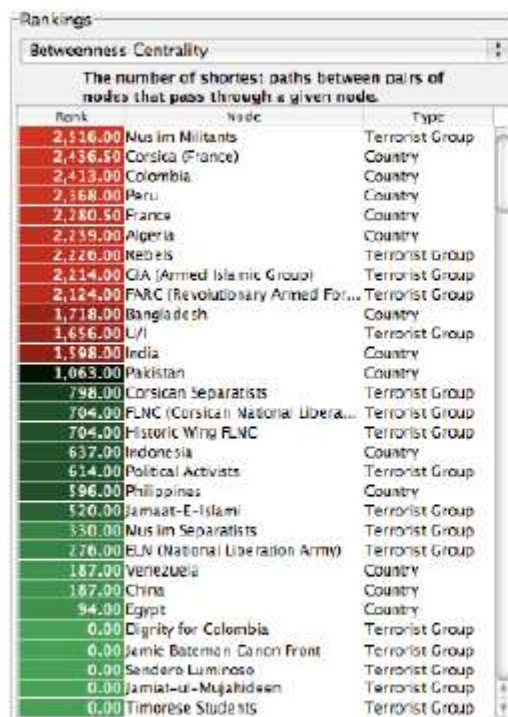 Rankings
Betweenness Centrality
The number of shortest paths between pairs of
nodes that pass through a given node.
Rank Node Type
2,516.00 Muslim Militants Terrorist Group
2,436.50 Corsica (France) Country
2,413.00 Colombia Country
2,368.00 Peru Country
2,280.50 France Country
2,239.00 Algeria Country
2,226.00 Rebels Terrorist Group
2,214.00 GIA (Armed Islamic Group) Terrorist Group
2,124.00 FARC (Revolutionary Armed For... Terrorist Group
1,718.00 Bangladesh Country
1,656.00 U/I Terrorist Group
1,598.00 India Country
1,063.00 Pakistan Country
798.00 Corsican Separatists Terrorist Group
704.00 FLNC (Corsican National Libera... Terrorist Group
704.00 Historic Wing FLNC Terrorist Group
637.00 Indonesia Country
614.00 Political Activists Terrorist Group
596.00 Philippines Country
520.00 Jamaat-E-Islami Terrorist Group
330.00 Muslim Separatists Terrorist Group
276.00 ELN (National Liberation Army) Terrorist Group
187.00 Venezuela Country
187.00 China Country
94.00 Egypt Country
0.00 Dignity for Colombia Terrorist Group
0.00 Jamie Bateman Canon Front Terrorist Group
0.00 Sendero Luminoso Terrorist Group
0.00 Jamiat-ul-Mujahideen Terrorist Group
0.00 Timorese Students Terrorist Group